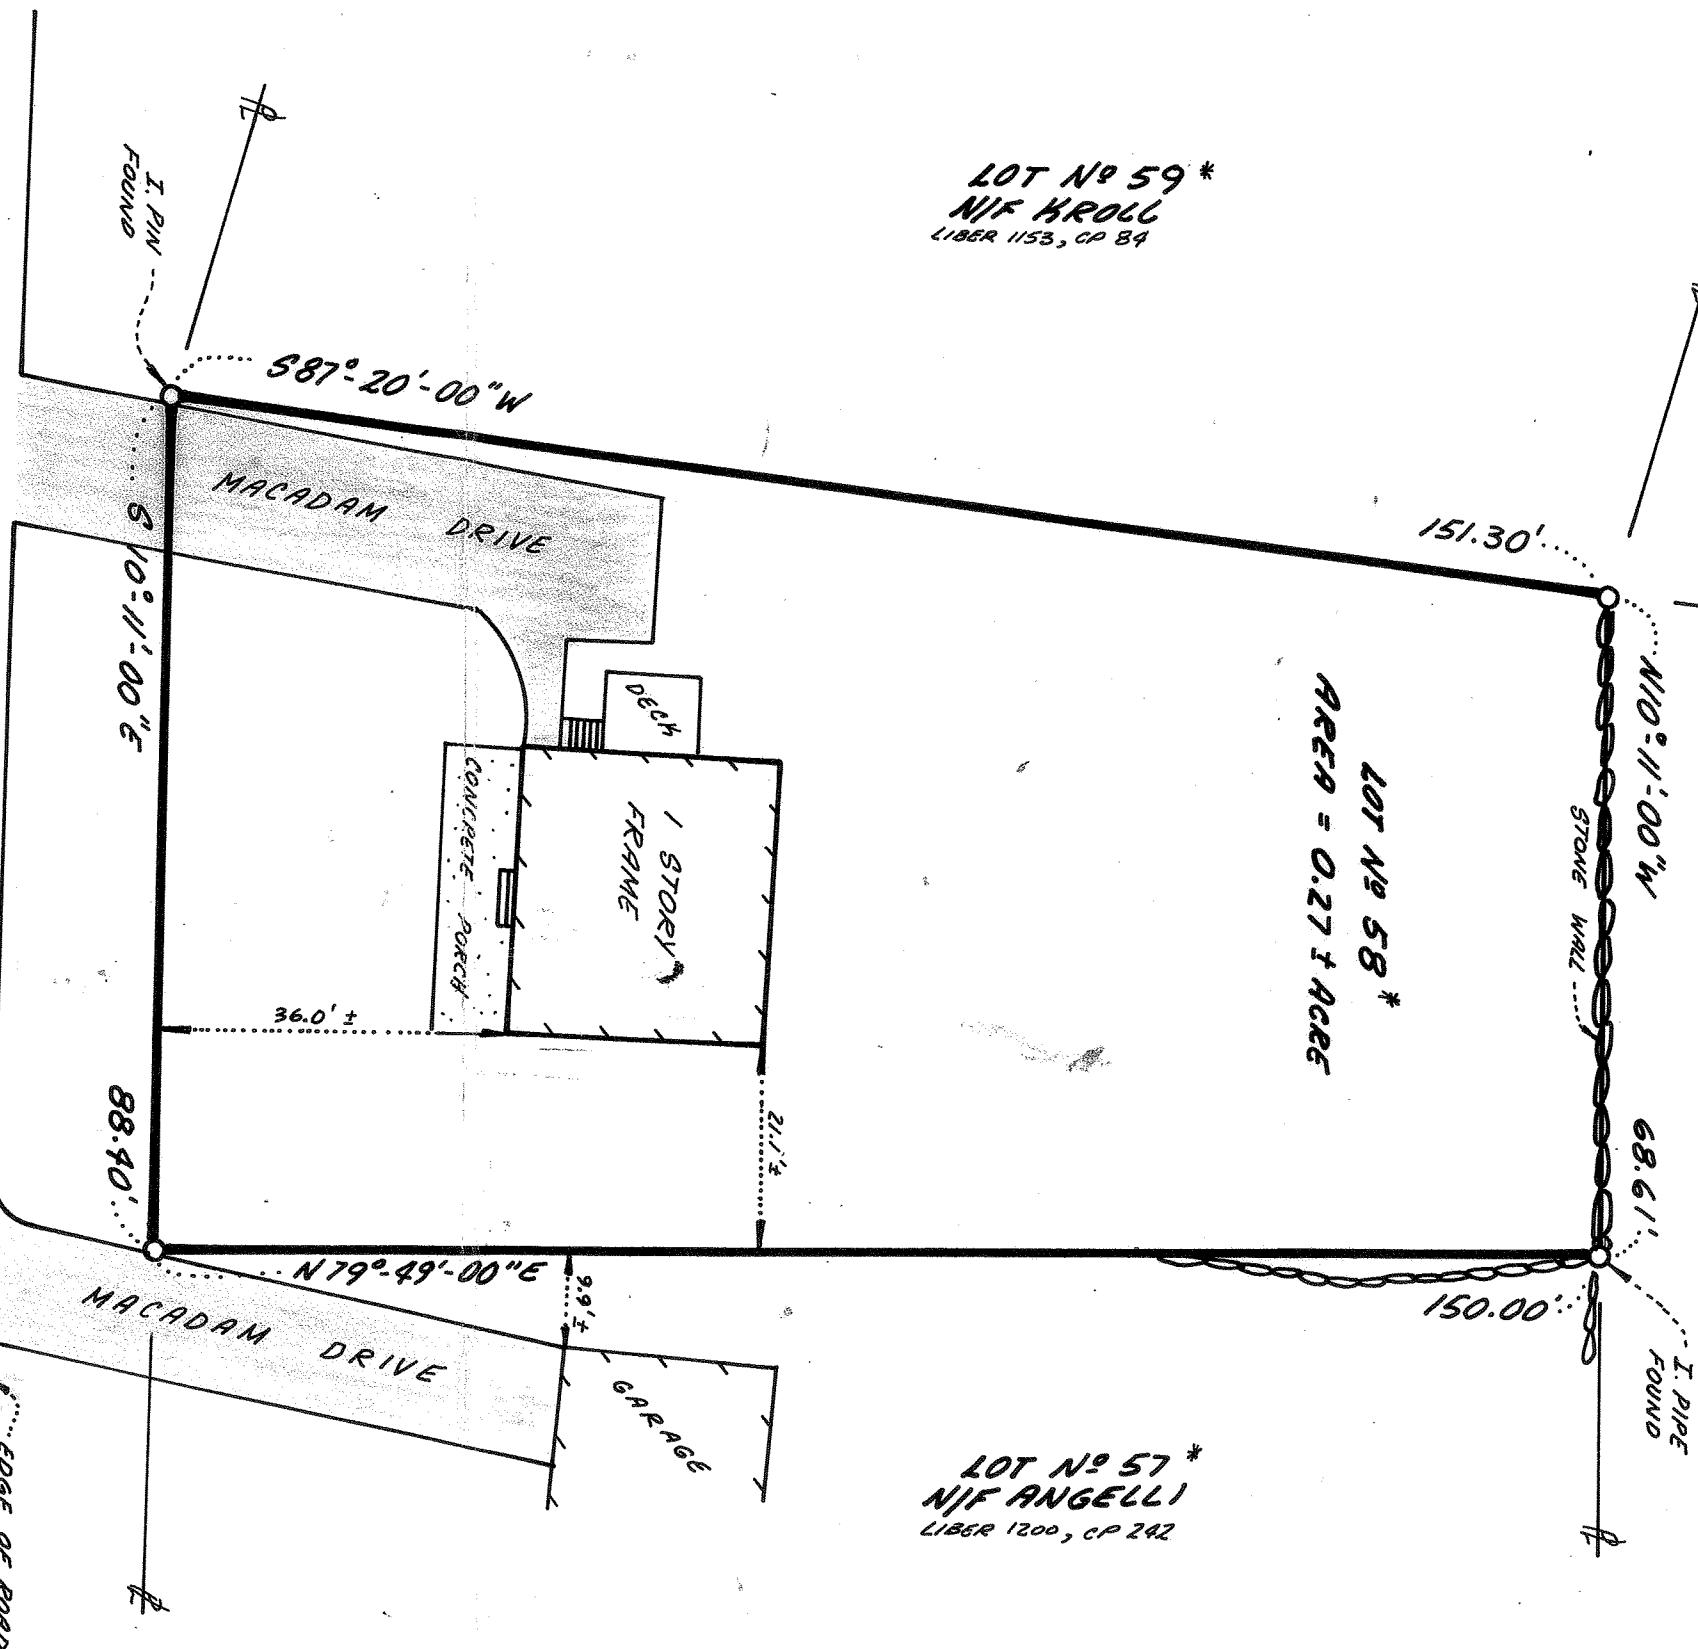 LOT Nº 59 *
N/F KROLL
LIBER 1153, CP 84
I. PIN
FOUND
S87°-20'-00"W
151.30'
MACADAM DRIVE
S 10°-11'-00"E
88.40'
N10°-11'-00"W
68.61'
STONE WALL
DECK
CONCRETE PORCH
1 STORY
FRAME
LOT Nº 58 *
AREA = 0.27 ± ACRE
36.0' ±
21.1' ±
N79°-49'-00"E
9.9' ±
150.00'
I. PIPE
FOUND
MACADAM DRIVE
GARAGE
LOT Nº 57 *
N/F ANGELLI
LIBER 1200, CP 242
EDGE OF ROAD